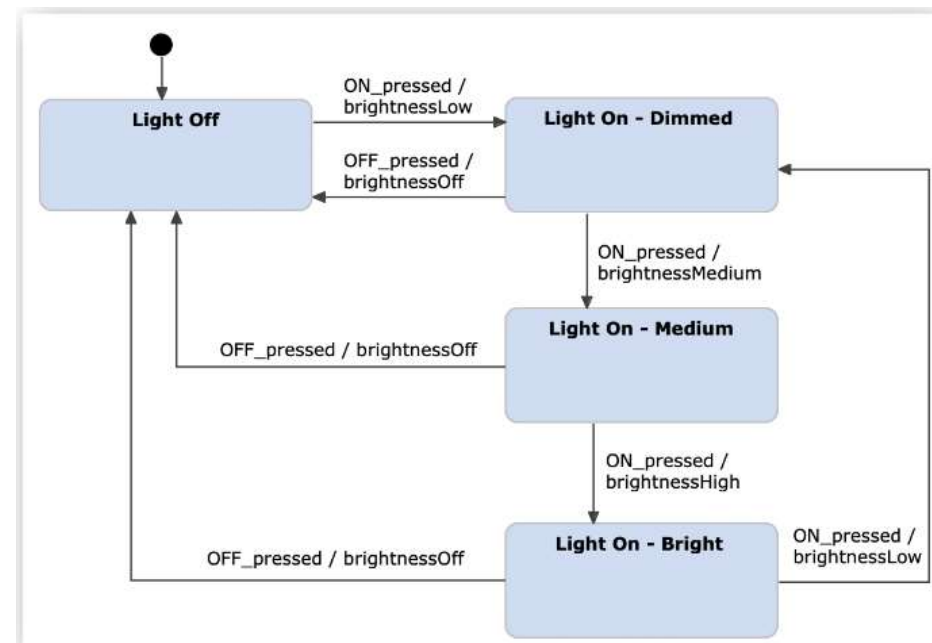 ON_pressed /
brightnessLow
Light Off
Light On - Dimmed
OFF_pressed /
brightnessOff
ON_pressed /
brightnessMedium
Light On - Medium
OFF_pressed / brightnessOff
ON_pressed /
brightnessHigh
Light On - Bright
ON_pressed /
brightnessLow
OFF_pressed / brightnessOff